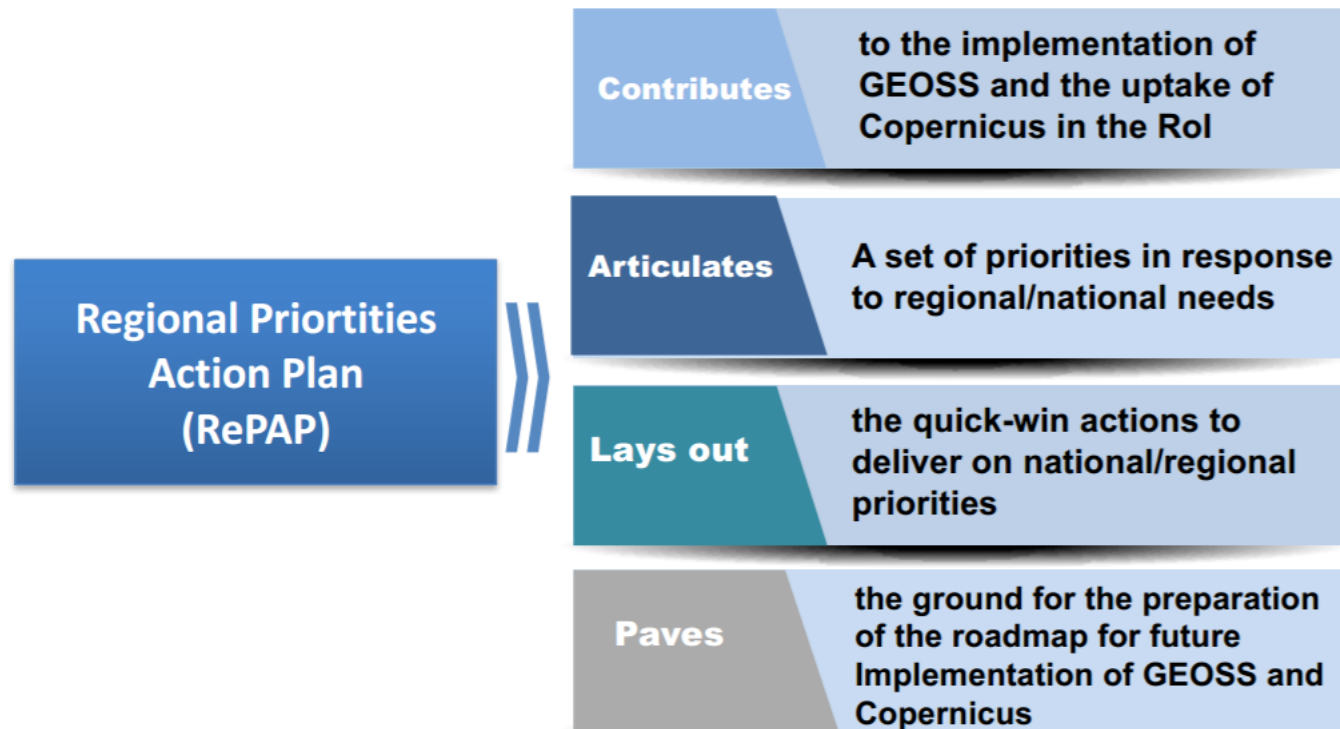 Regional Priortities
Action Plan
(RePAP)
Contributes
to the implementation of
GEOSS and the uptake of
Copernicus in the RoI
Articulates
A set of priorities in response
to regional/national needs
Lays out
the quick-win actions to
deliver on national/regional
priorities
Paves
the ground for the preparation
of the roadmap for future
Implementation of GEOSS and
Copernicus